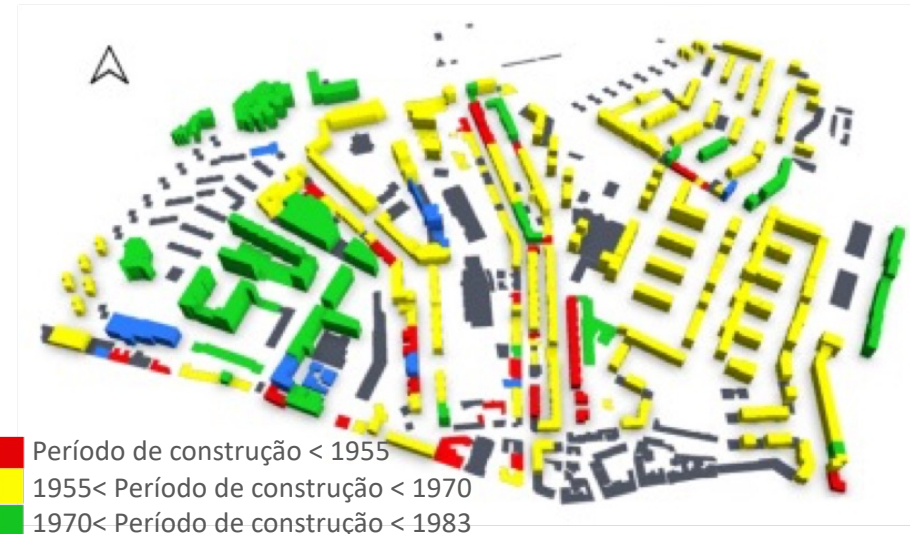 Período de construção < 1955
1955< Período de construção < 1970
1970< Período de construção < 1983